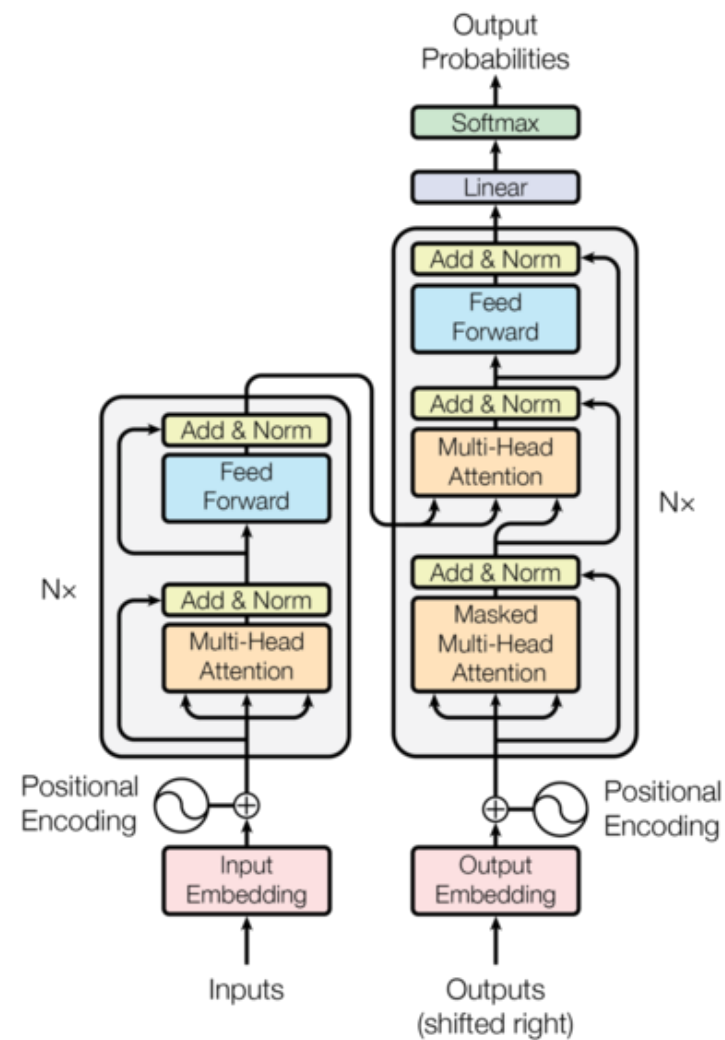 Output
Probabilities
Softmax
Linear
Add & Norm
Feed
Forward
Add & Norm
Multi-Head
Attention
Nx
Add & Norm
Masked
Multi-Head
Attention
Add & Norm
Feed
Forward
Nx
Add & Norm
Multi-Head
Attention
Positional
Encoding
Positional
Encoding
Input
Embedding
Output
Embedding
Inputs
Outputs
(shifted right)